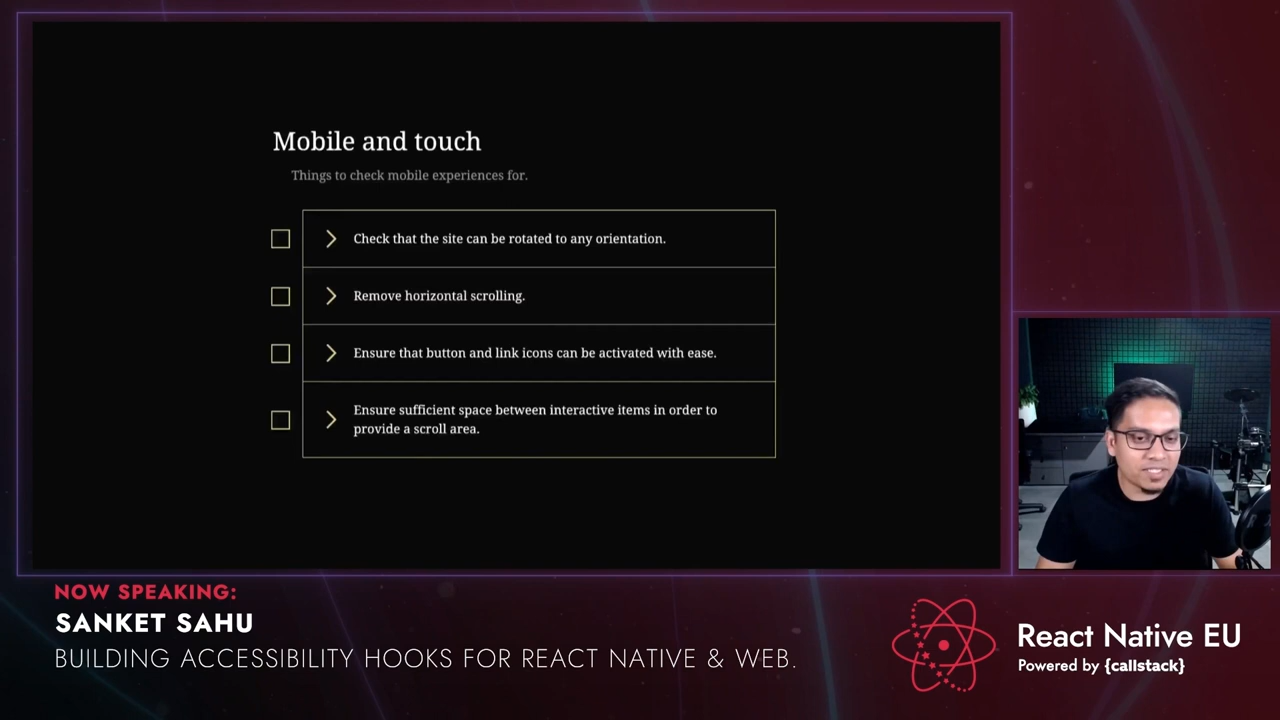 Mobile and touch
Things to check mobile experiences for.
Check that the site can be rotated to any orientation.
Remove horizontal scrolling.
Ensure that button and link icons can be activated with ease.
Ensure sufficient space between interactive items in order to
provide a scroll area.
NOW SPEAKING:
SANKET SAHU
BUILDING ACCESSIBILITY HOOKS FOR REACT NATIVE & WEB.
React Native EU
Powered by {callstack}